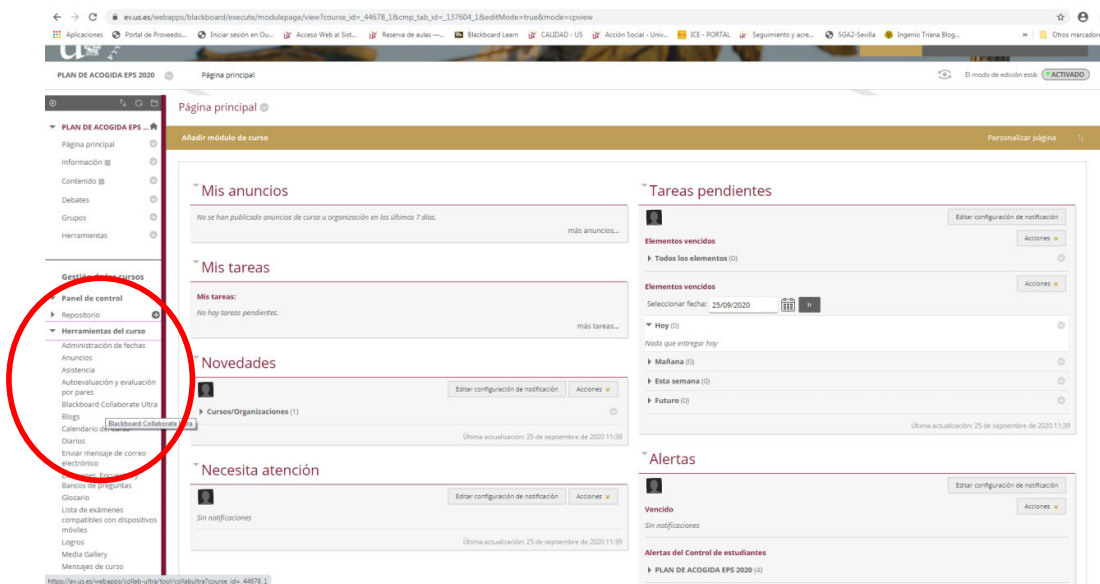 ev.us.es/webapps/blackboard/execute/modulepage/view?course_id=_44678_1&cmp_tab_id=_137604_1&editMode=true&mode=cpview
Aplicaciones Portal de Proveedo... Iniciar sesión en Ou... Acceso Web al Sist... Reserva de aulas —... Blackboard Learn CALIDAD - US Acción Social - Univ... ICE - PORTAL Seguimiento y acre... SGA2-Sevilla Ingenio Triana Blog... » Otros marcadore
PLAN DE ACOGIDA EPS 2020 Página principal El modo de edición está: ACTIVADO
Página principal
PLAN DE ACOGIDA EPS ...
Página principal
Información
Contenido
Debates
Grupos
Herramientas
Gestión de los cursos
Panel de control
Repositorio
Herramientas del curso
Administración de fechas
Anuncios
Asistencia
Autoevaluación y evaluación
por pares
Blackboard Collaborate Ultra
Blogs
Blackboard Collaborate Ultra
Calendario del curso
Diarios
Enviar mensaje de correo
electrónico
Bancos de preguntas
Glosario
Lista de exámenes
compatibles con dispositivos
móviles
Logros
Media Gallery
Mensajes de curso
https://ev.us.es/webapps/collab-ultra/tool/collabultra?course_id=_44678_1
Añadir módulo de curso Personalizar página
Mis anuncios
No se han publicado anuncios de curso u organización en los últimos 7 días.
más anuncios...
Mis tareas
Mis tareas:
No hay tareas pendientes.
más tareas...
Novedades
Editar configuración de notificación Acciones
Cursos/Organizaciones (1)
Última actualización: 25 de septiembre de 2020 11:39
Necesita atención
Editar configuración de notificación Acciones
Sin notificaciones
Última actualización: 25 de septiembre de 2020 11:39
Tareas pendientes
Editar configuración de notificación
Elementos vencidos Acciones
Todos los elementos (0)
Elementos vencidos Acciones
Seleccionar fecha: 25/09/2020 Ir
Hoy (0)
Nada que entregar hoy
Mañana (0)
Esta semana (0)
Futuro (0)
Última actualización: 25 de septiembre de 2020 11:39
Alertas
Editar configuración de notificación
Vencido Acciones
Sin notificaciones
Alertas del Control de estudiantes
PLAN DE ACOGIDA EPS 2020 (4)